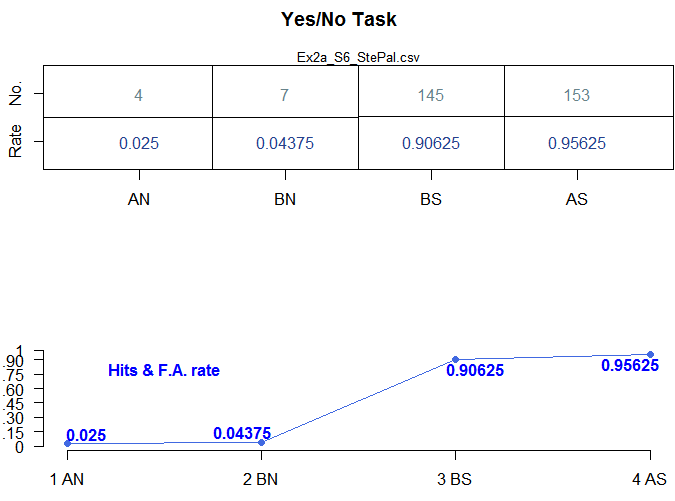 Yes/No Task
Ex2a_S6_StePal.csv
No. 4 7 145 153
Rate 0.025 0.04375 0.90625 0.95625
AN BN BS AS
1
.90
.75
.60
.45
.30
.15
0
Hits & F.A. rate
0.025 0.04375 0.90625 0.95625
1 AN 2 BN 3 BS 4 AS